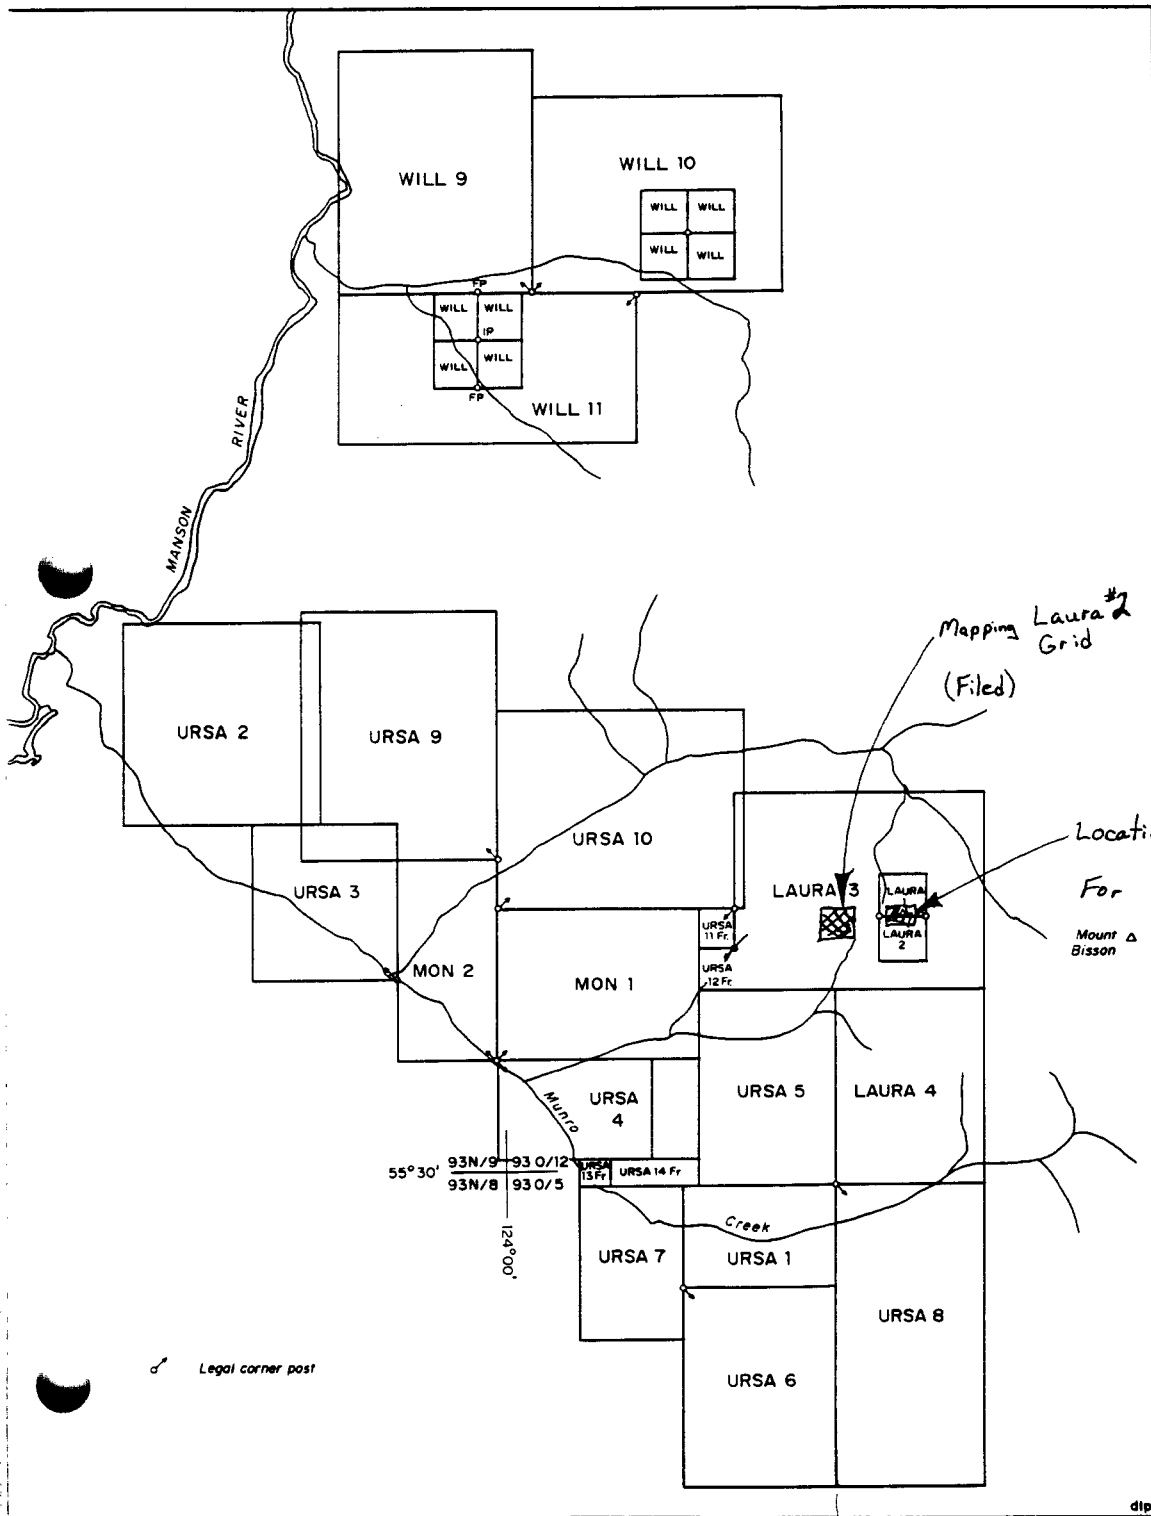 WILL 9
WILL 10
WILL WILL
WILL WILL
FP
WILL WILL
IP
WILL WILL
FP
WILL 11
MANSON RIVER
Mapping Laura #2
Grid
(Filed)
URSA 2
URSA 9
URSA 10
URSA 3
LAURA 3
LAURA
LAURA
2
For
Mount
Bisson
URSA
11 Fr.
URSA
12 Fr.
MON 2
MON 1
URSA
4
URSA 5
LAURA 4
Munro
55°30'
93N/9 93 O/12
93N/8 93 O/5
124°00'
URSA
13 Fr
URSA 14 Fr
Creek
URSA 7
URSA 1
URSA 8
URSA 6
Legal corner post